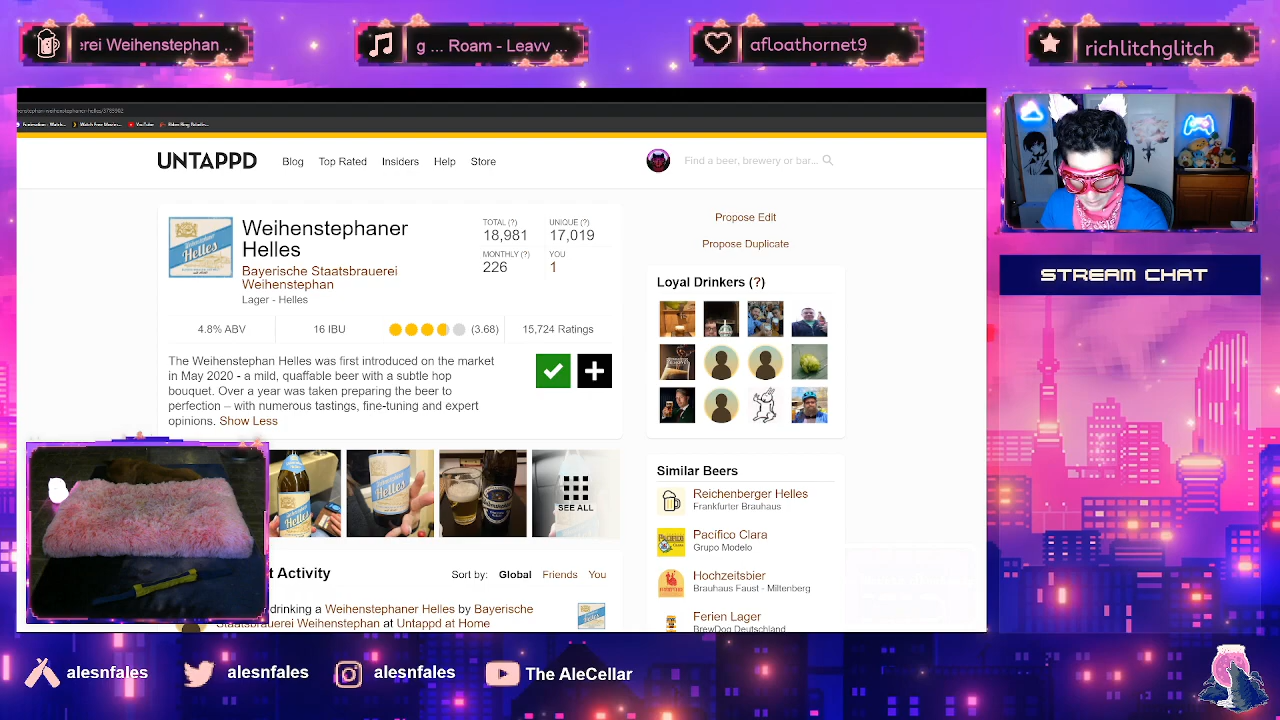 erei Weihenstephan ..
g ... Roam - Leavv ...
afloathornet9
richlitchglitch
UNTAPPD
Blog
Top Rated
Insiders
Help
Store
Find a beer, brewery or bar...
Weihenstephaner
Helles
Bayerische Staatsbrauerei
Weihenstephan
Lager - Helles
TOTAL (?)
18,981
UNIQUE (?)
17,019
MONTHLY (?)
226
YOU
1
4.8% ABV
16 IBU
(3.68)
15,724 Ratings
The Weihenstephan Helles was first introduced on the market
in May 2020 - a mild, quaffable beer with a subtle hop
bouquet. Over a year was taken preparing the beer to
perfection – with numerous tastings, fine-tuning and expert
opinions. Show Less
SEE ALL
t Activity
Sort by:
Global
Friends
You
drinking a Weihenstephaner Helles by Bayerische
Staatsbrauerei Weihenstephan at Untappd at Home
Propose Edit
Propose Duplicate
Loyal Drinkers (?)
Similar Beers
Reichenberger Helles
Frankfurter Brauhaus
Pacífico Clara
Grupo Modelo
Hochzeitsbier
Brauhaus Faust - Miltenberg
Ferien Lager
BrewDog Deutschland
STREAM CHAT
alesnfales
alesnfales
alesnfales
The AleCellar